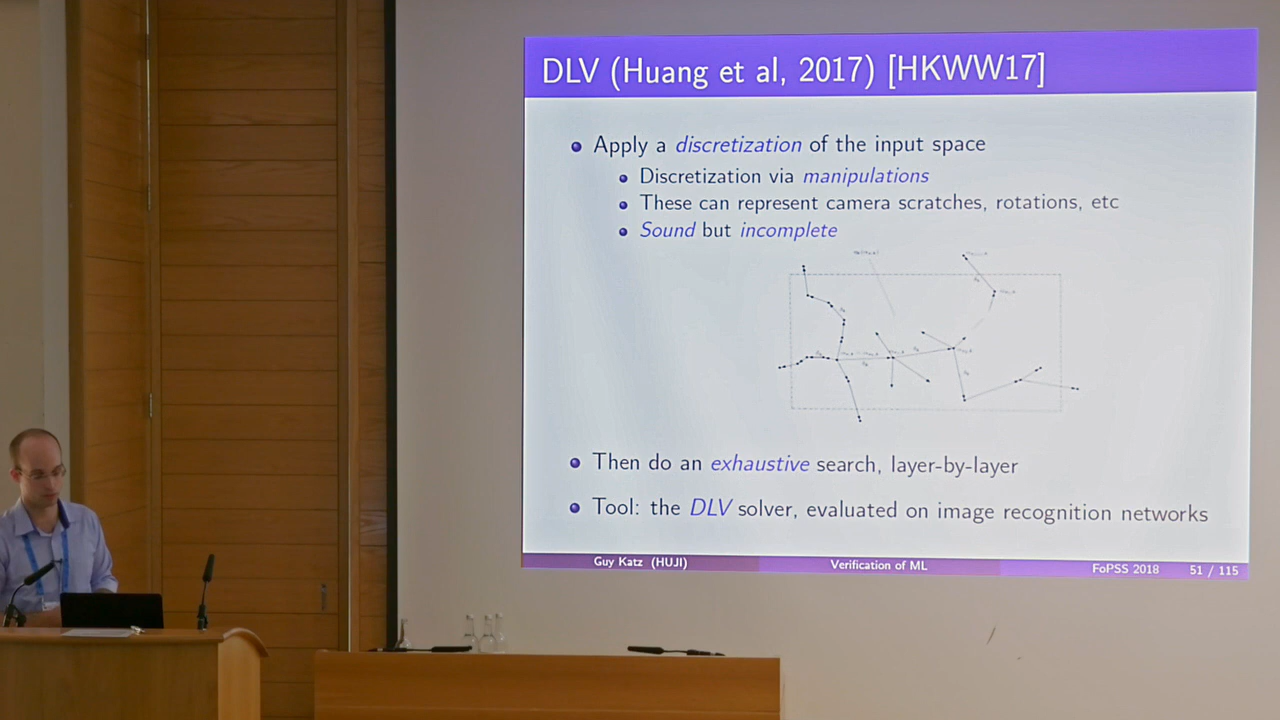 DLV (Huang et al, 2017) [HKWW17]
Apply a discretization of the input space
Discretization via manipulations
These can represent camera scratches, rotations, etc
Sound but incomplete
Then do an exhaustive search, layer-by-layer
Tool: the DLV solver, evaluated on image recognition networks
Guy Katz (HUJI) Verification of ML FoPSS 2018 51 / 115